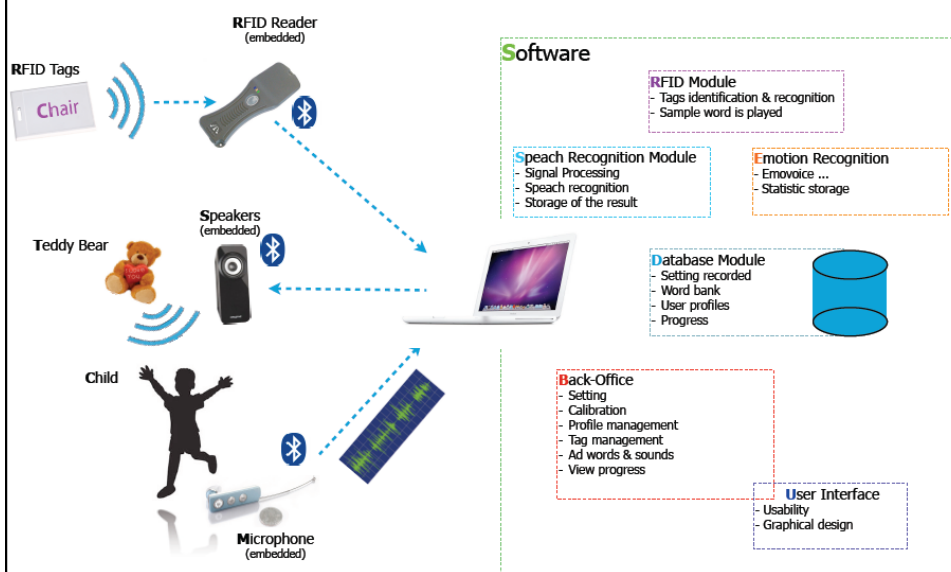 RFID Reader
(embedded)
RFID Tags
Chair
Speakers
(embedded)
Teddy Bear
Child
Microphone
(embedded)
Software
RFID Module
- Tags identification & recognition
- Sample word is played
Speach Recognition Module
- Signal Processing
- Speach recognition
- Storage of the result
Emotion Recognition
- Emovoice ...
- Statistic storage
Database Module
- Setting recorded
- Word bank
- User profiles
- Progress
Back-Office
- Setting
- Calibration
- Profile management
- Tag management
- Ad words & sounds
- View progress
User Interface
- Usability
- Graphical design